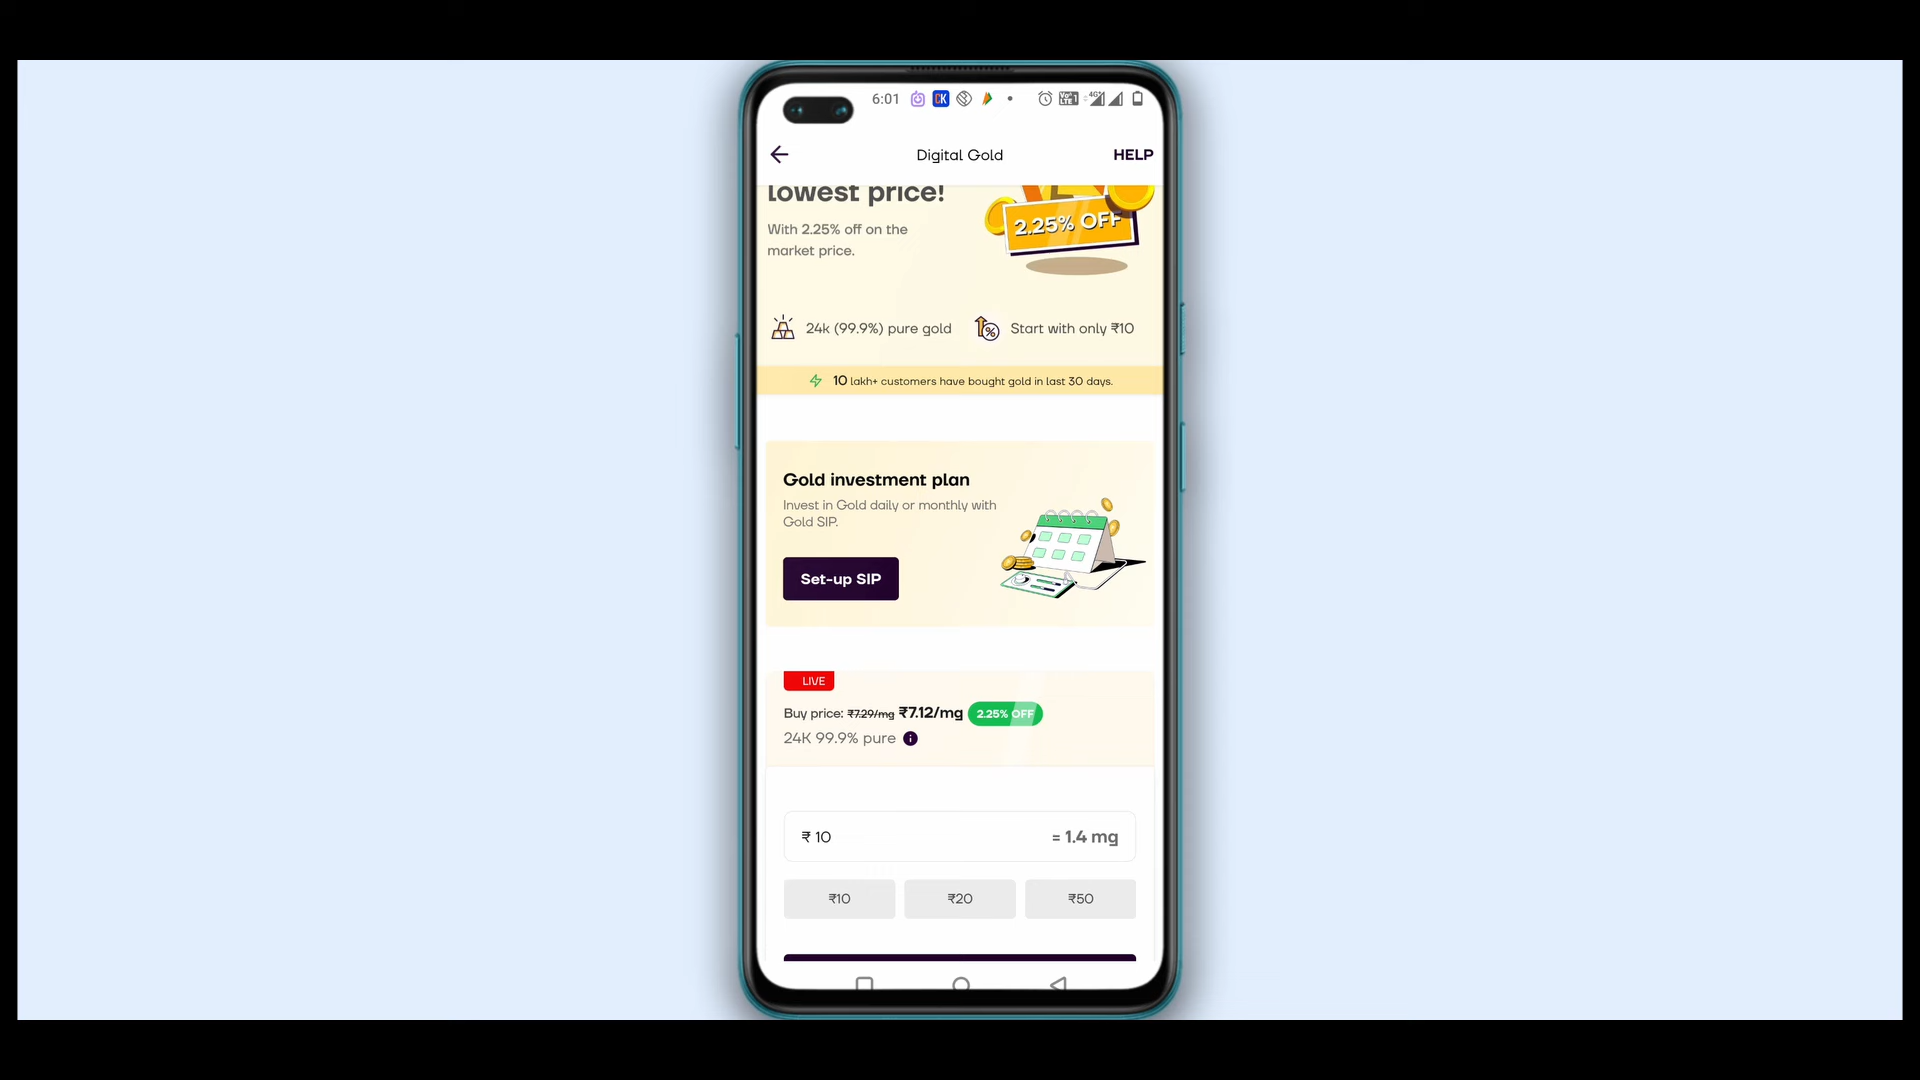 6:01
CK
4G
Digital Gold
HELP
lowest price!
With 2.25% off on the
market price.
2.25% OFF
24k (99.9%) pure gold
Start with only ₹10
10 lakh+ customers have bought gold in last 30 days.
Gold investment plan
Invest in Gold daily or monthly with
Gold SIP.
Set-up SIP
LIVE
Buy price: ₹7.29/mg ₹7.12/mg 2.25% OFF
24K 99.9% pure
₹ 10
= 1.4 mg
₹10
₹20
₹50